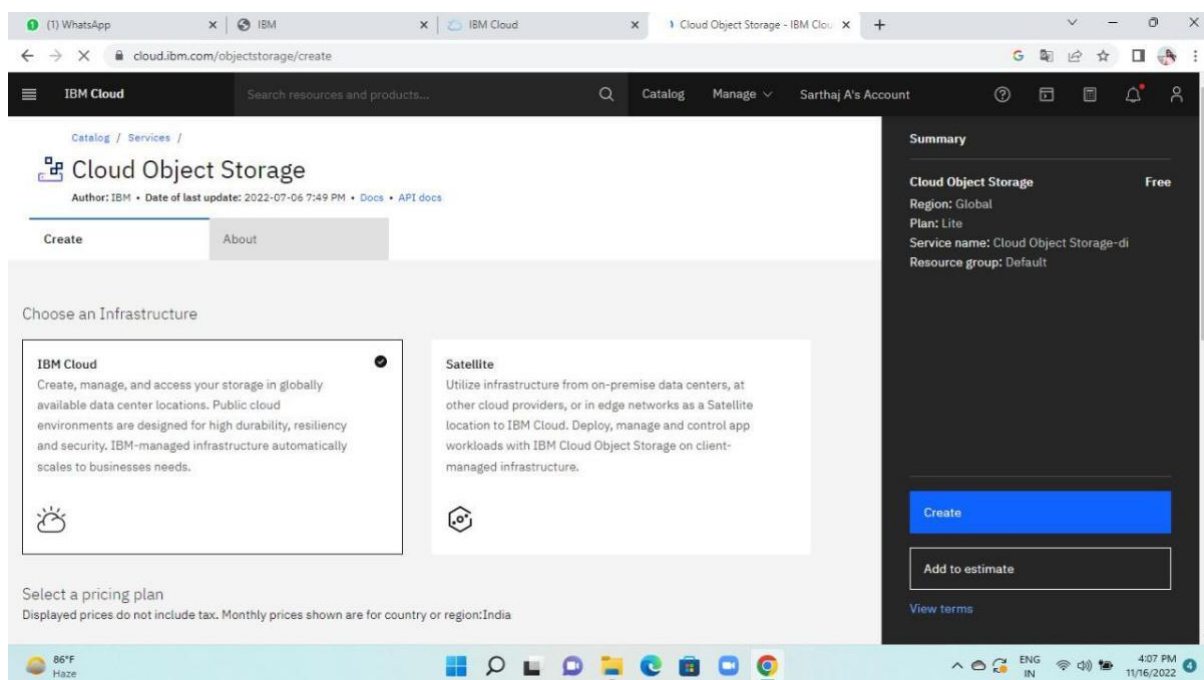 (1) WhatsApp
IBM
IBM Cloud
Cloud Object Storage - IBM Clou
cloud.ibm.com/objectstorage/create
IBM Cloud
Search resources and products...
Catalog
Manage
Sarthaj A's Account
Catalog / Services /
Cloud Object Storage
Author: IBM • Date of last update: 2022-07-06 7:49 PM • Docs • API docs
Create
About
Choose an Infrastructure
IBM Cloud
Create, manage, and access your storage in globally
available data center locations. Public cloud
environments are designed for high durability, resiliency
and security. IBM-managed infrastructure automatically
scales to businesses needs.
Satellite
Utilize infrastructure from on-premise data centers, at
other cloud providers, or in edge networks as a Satellite
location to IBM Cloud. Deploy, manage and control app
workloads with IBM Cloud Object Storage on client-
managed infrastructure.
Select a pricing plan
Displayed prices do not include tax. Monthly prices shown are for country or region:India
Summary
Cloud Object Storage Free
Region: Global
Plan: Lite
Service name: Cloud Object Storage-di
Resource group: Default
Create
Add to estimate
View terms
86°F
Haze
ENG
IN
4:07 PM
11/16/2022
4